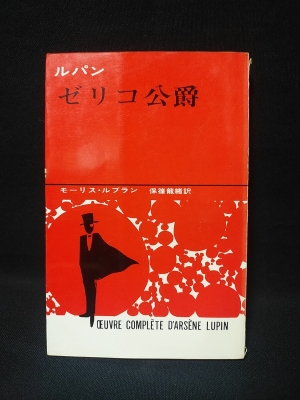 ルパン
ゼリコ公爵
モーリス・ルブラン 保篠龍緒訳
ŒUVRE COMPLÈTE D'ARSÈNE LUPIN